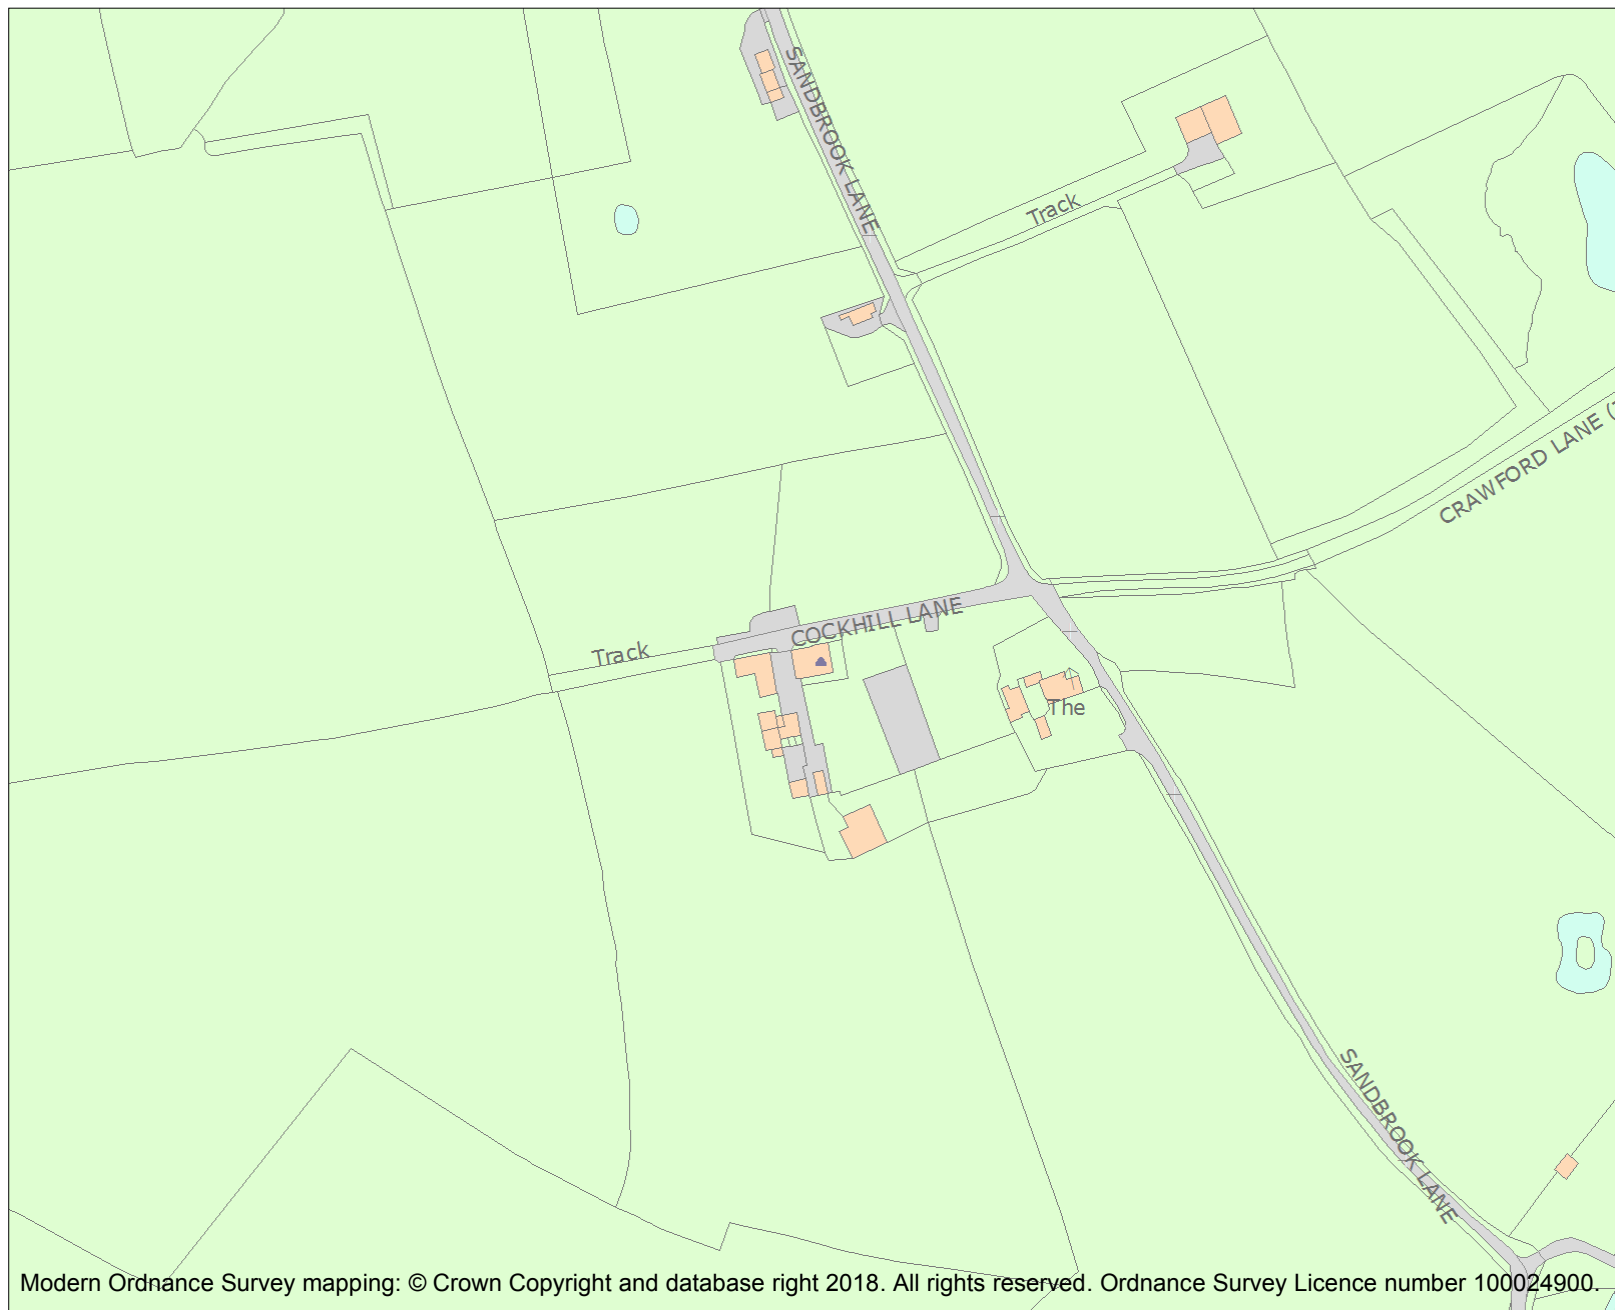 SANDBROOK LANE
Track
CRAWFORD LANE (
COCKHILL LANE
Track
The
SANDBROOK LANE
Modern Ordnance Survey mapping: © Crown Copyright and database right 2018. All rights reserved. Ordnance Survey Licence number 100024900.